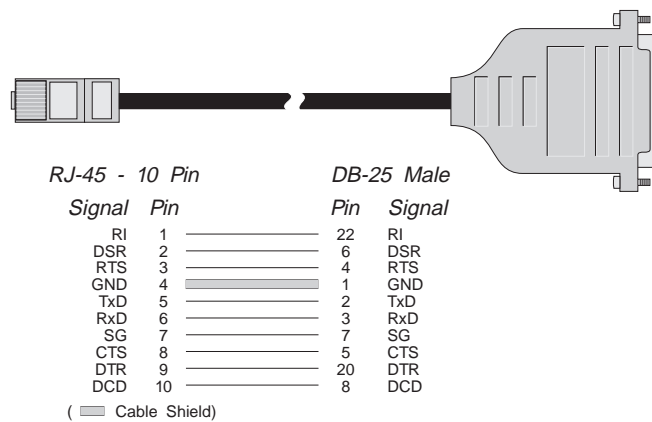 RJ-45 - 10 Pin DB-25 Male
Signal Pin Pin Signal
RI 1 22 RI
DSR 2 6 DSR
RTS 3 4 RTS
GND 4 1 GND
TxD 5 2 TxD
RxD 6 3 RxD
SG 7 7 SG
CTS 8 5 CTS
DTR 9 20 DTR
DCD 10 8 DCD
( Cable Shield)